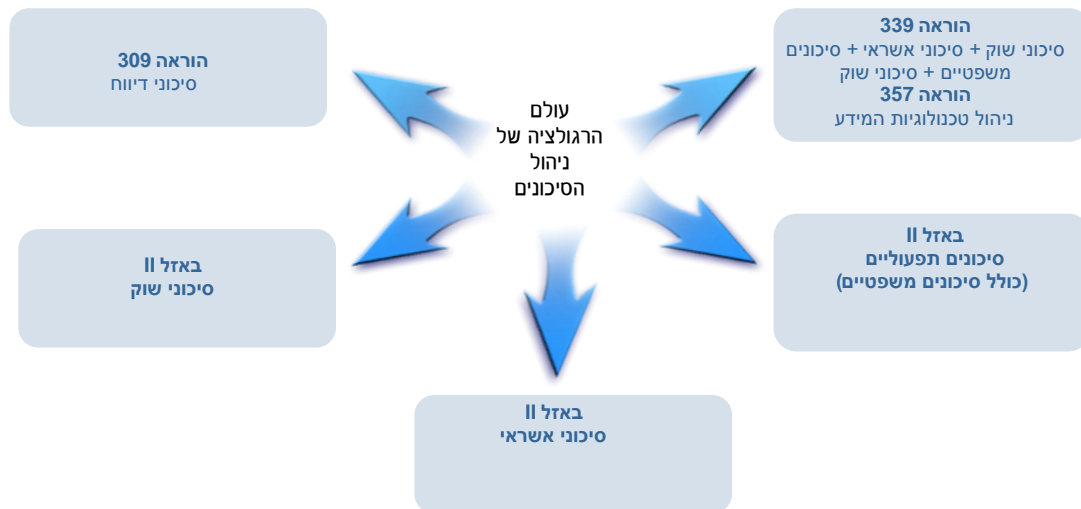 הוראה 339
סיכוני שוק + סיכוני אשראי + סיכונים
משפטיים + סיכוני שוק
הוראה 357
ניהול טכנולוגיות המידע
הוראה 309
סיכוני דיווח
עולם
הרגולציה של
ניהול
הסיכונים
באזל II
סיכונים תפעוליים
(כולל סיכונים משפטיים)
באזל II
סיכוני שוק
באזל II
סיכוני אשראי